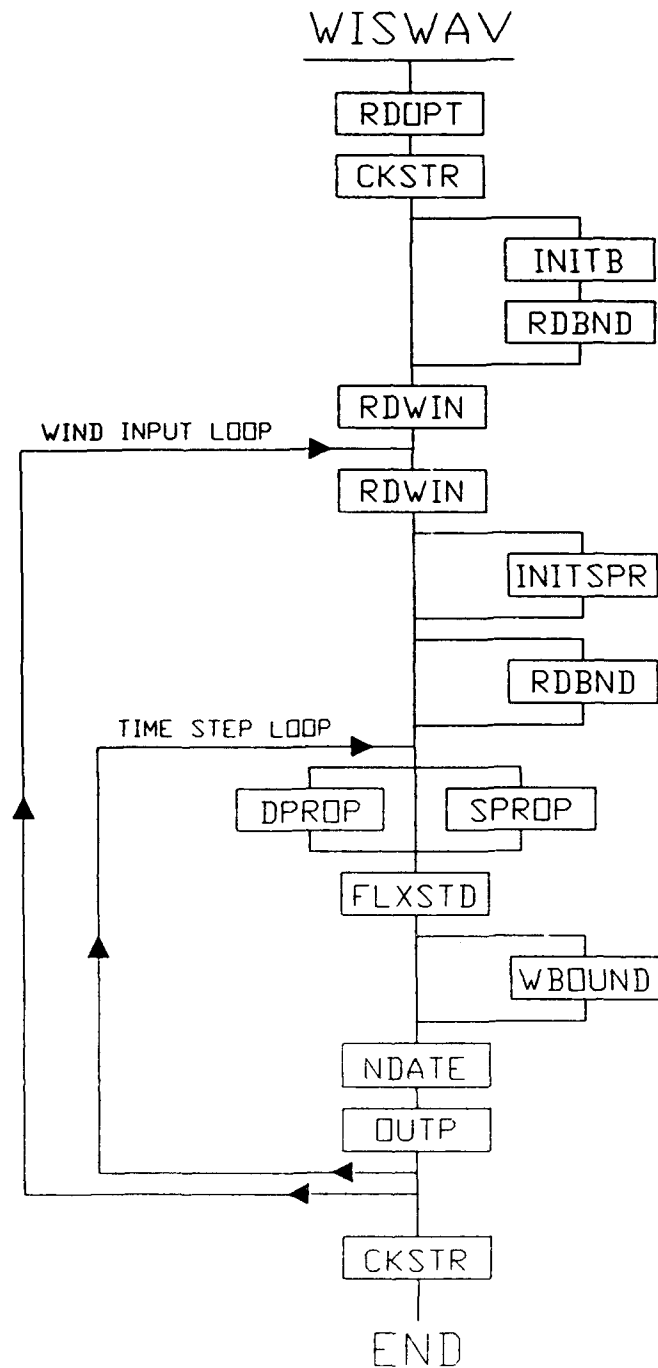 WISWAV
RDOPT
CKSTR
INITB
RDBND
RDWIN
WIND INPUT LOOP
RDWIN
INITSPR
RDBND
TIME STEP LOOP
DPROP SPROP
FLXSTD
WBOUND
NDATE
OUTP
CKSTR
END